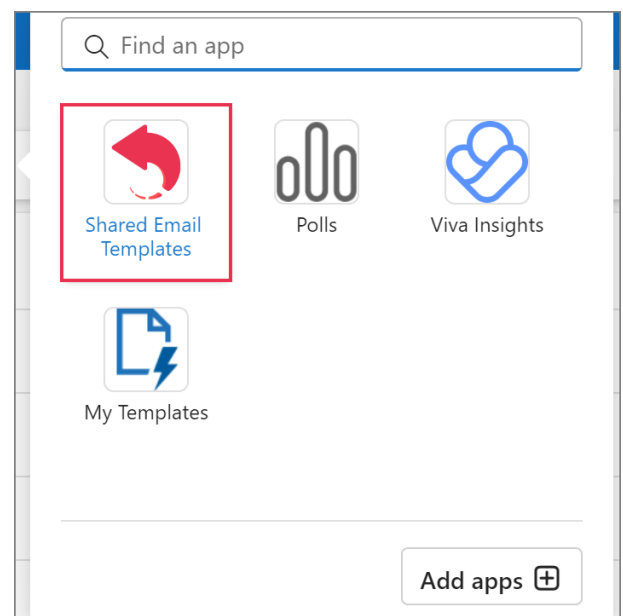 Find an app
Shared Email
Templates
Polls
Viva Insights
My Templates
Add apps